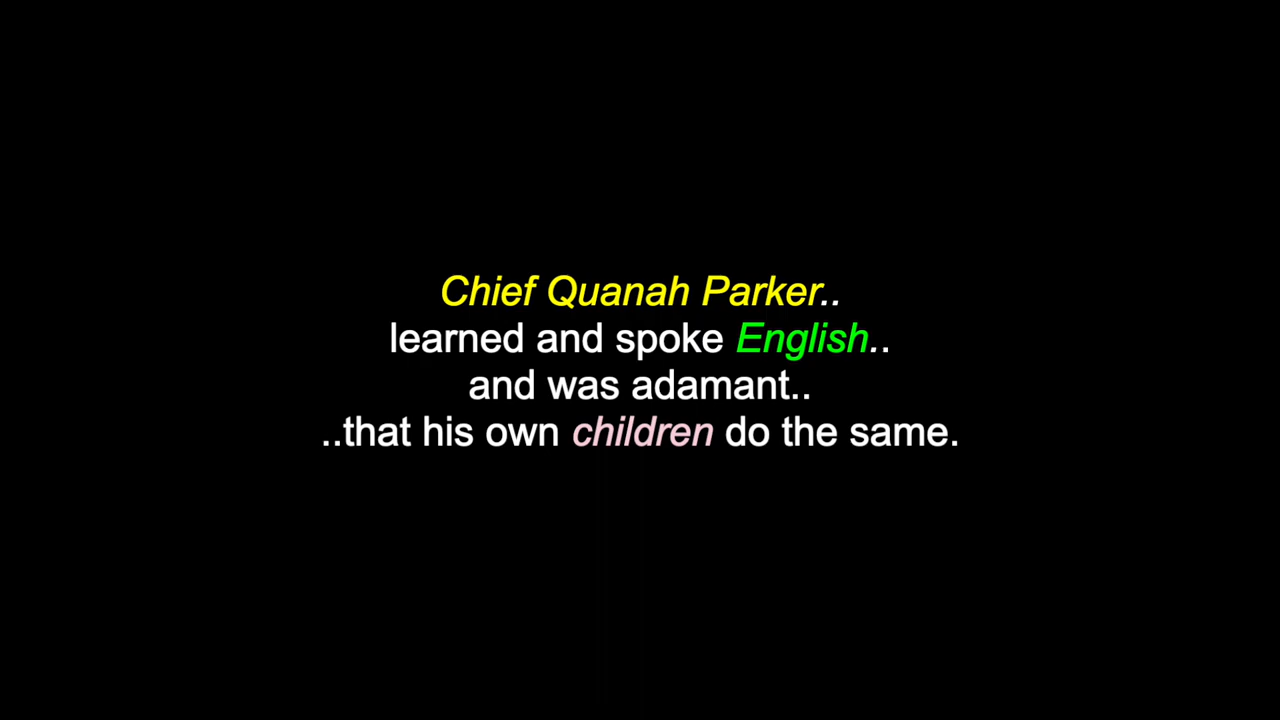 Chief Quanah Parker..
learned and spoke English..
and was adamant..
..that his own children do the same.